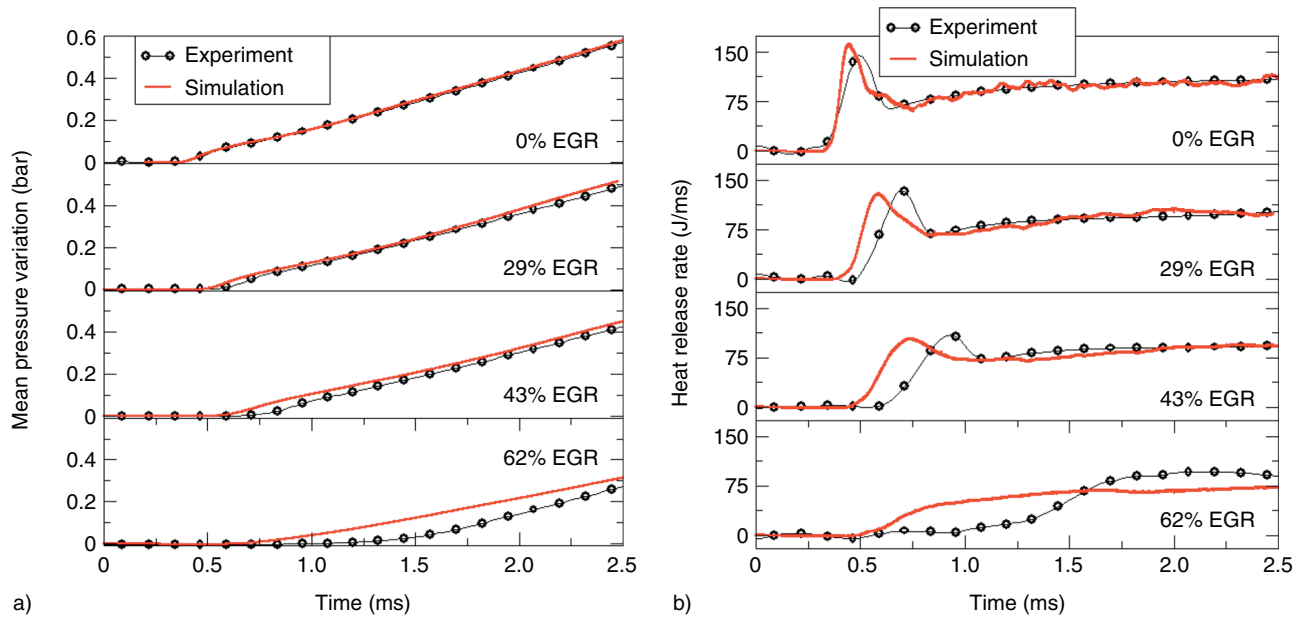 Experiment
Simulation
Mean pressure variation (bar)
0.6
0.4
0.2
0
0% EGR
0.4
0.2
0
29% EGR
0.4
0.2
0
43% EGR
0.4
0.2
0
62% EGR
0 0.5 1.0 1.5 2.0 2.5
Time (ms)
a)
Experiment
Simulation
Heat release rate (J/ms)
150
75
0
0% EGR
150
75
0
29% EGR
150
75
0
43% EGR
150
75
0
62% EGR
0 0.5 1.0 1.5 2.0 2.5
Time (ms)
b)